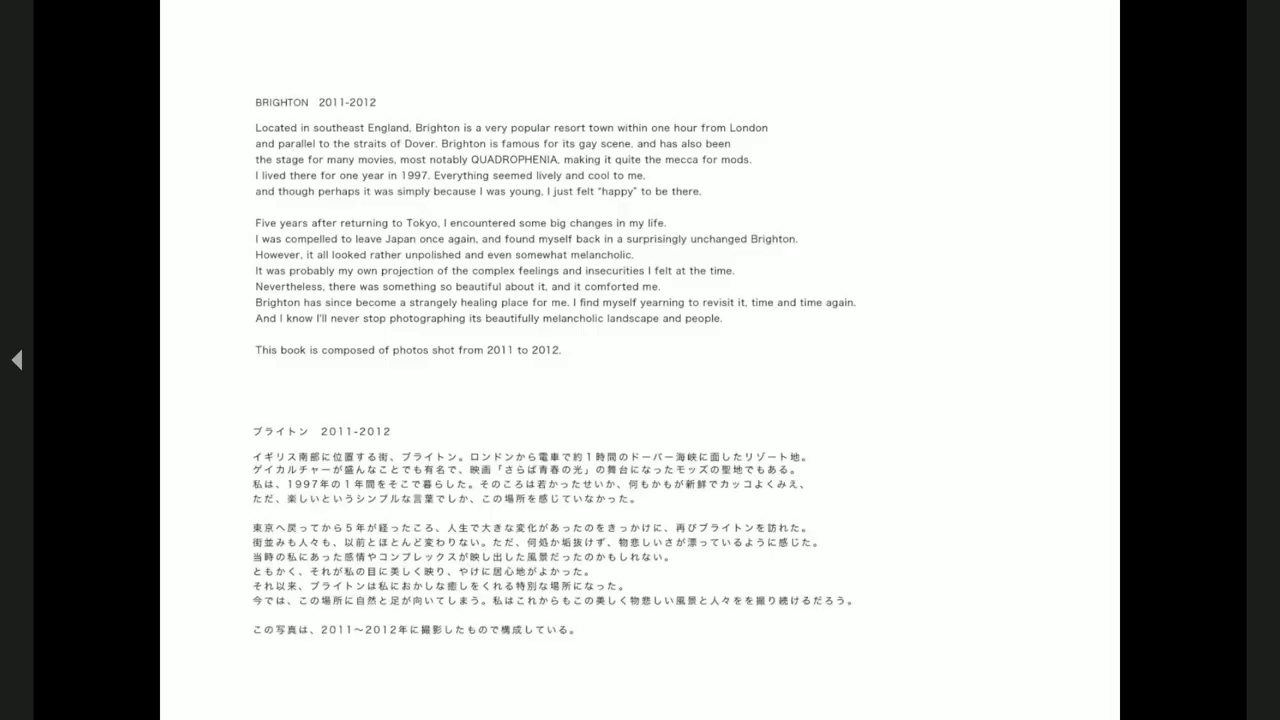 BRIGHTON 2011-2012
Located in southeast England, Brighton is a very popular resort town within one hour from London
and parallel to the straits of Dover. Brighton is famous for its gay scene, and has also been
the stage for many movies, most notably QUADROPHENIA, making it quite the mecca for mods.
I lived there for one year in 1997. Everything seemed lively and cool to me,
and though perhaps it was simply because I was young, I just felt "happy" to be there.
Five years after returning to Tokyo, I encountered some big changes in my life.
I was compelled to leave Japan once again, and found myself back in a surprisingly unchanged Brighton.
However, it all looked rather unpolished and even somewhat melancholic.
It was probably my own projection of the complex feelings and insecurities I felt at the time.
Nevertheless, there was something so beautiful about it, and it comforted me.
Brighton has since become a strangely healing place for me. I find myself yearning to revisit it, time and time again.
And I know I'll never stop photographing its beautifully melancholic landscape and people.
This book is composed of photos shot from 2011 to 2012.
ブライトン 2011-2012
イギリス南部に位置する街、ブライトン。ロンドンから電車で約1時間のドーバー海峡に面したリゾート地。
ゲイカルチャーが盛んなことでも有名で、映画「さらば青春の光」の舞台になったモッズの聖地でもある。
私は、1997年の1年間をそこで暮らした。そのころは若かったせいか、何もかもが新鮮でカッコよくみえ、
ただ、楽しいというシンプルな言葉でしか、この場所を感じていなかった。
東京へ戻ってから5年が経ったころ、人生で大きな変化があったのをきっかけに、再びブライトンを訪れた。
街並みも人々も、以前とほとんど変わりない。ただ、何処か垢抜けず、物悲しいさが漂っているように感じた。
当時の私にあった感情やコンプレックスが映し出した風景だったのかもしれない。
ともかく、それが私の目に美しく映り、やけに居心地がよかった。
それ以来、ブライトンは私におかしな癒しをくれる特別な場所になった。
今では、この場所に自然と足が向いてしまう。私はこれからもこの美しく物悲しい風景と人々をを撮り続けるだろう。
この写真は、2011〜2012年に撮影したもので構成している。